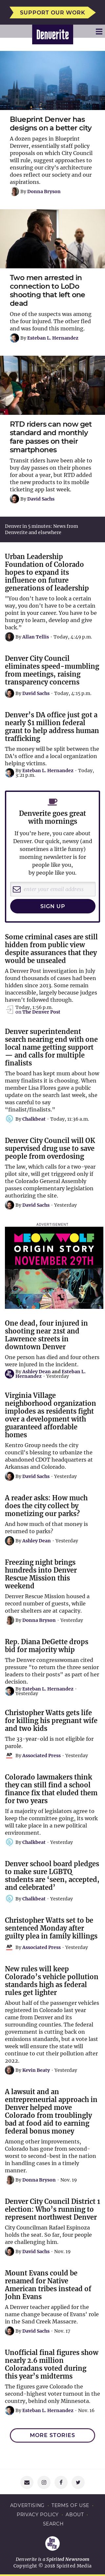 SUPPORT OUR WORK
Denverite
Blueprint Denver has
designs on a better city
A dozen pages in Blueprint
Denver, essentially staff policy
proposals on which City Council
will rule, suggest approaches to
ensuring the city's architecture
does reflect our society and our
aspirations.
By Donna Bryson
Two men arrested in
connection to LoDo
shooting that left one
dead
One of the suspects was among
the four injured. The other fled
and was found this morning.
By Esteban L. Hernandez
RTD riders can now get
standard and monthly
fare passes on their
smartphones
Transit riders have been able to
buy day passes on their phones
for about a year, but RTD added
the new products to its mobile
ticketing app last week.
By David Sachs
Denver in 5 minutes: News from
Denverite and elsewhere
Urban Leadership
Foundation of Colorado
hopes to expand its
influence on future
generations of leadership
"You don't have to look a certain
way, you don't have to be a certain
status in your career. You do have
to be humble enough to learn, and
humble enough to want to give
back."
By Allan Tellis · Today, 4:49 p.m.
Denver City Council
eliminates speed-mumbling
from meetings, raising
transparency concerns
By David Sachs · Today, 4:15 p.m.
Denver's DA office just got a
nearly $1 million federal
grant to help address human
trafficking
The money will be split between the
DA's office and local organization
helping victims.
By Esteban L. Hernandez · Today,
3:21 p.m.
Denverite goes great
with mornings
If you're here, you care about
Denver. Our quick, newsy (and
sometimes funny) email
morning newsletter is for
people like you,
by people like you.
enter your email address
SIGN UP
Some criminal cases are still
hidden from public view
despite assurances that they
would be unsealed
A Denver Post investigation in July
found thousands of cases had been
hidden since 2013. Some remain
inaccessible, largely because judges
haven't followed through.
Today, 1:56 p.m.
on The Denver Post
Denver superintendent
search nearing end with one
local name getting support
— and calls for multiple
finalists
The board has kept mum about how
many finalists it is choosing. When
member Lisa Flores gave a public
update on the search in late
September, she was careful to say
"finalist/finalists."
By Chalkbeat · Today, 11:36 a.m.
Denver City Council will OK
supervised drug use to save
people from overdosing
The law, which calls for a two-year
pilot site, will get tested only if
the Colorado General Assembly
passes complementary legislation
authorizing the site.
By David Sachs · Yesterday
ADVERTISEMENT
MEOW WOLF
ORIGIN STORY
NOVEMBER 29TH
One dead, four injured in
shooting near 21st and
Lawrence streets in
downtown Denver
One person has died and four others
were injured in the incident.
By Ashley Dean and Esteban L.
Hernandez · Yesterday
Virginia Village
neighborhood organization
implodes as residents fight
over a development with
guaranteed affordable
homes
Kentro Group needs the city
council's blessing to urbanize the
abandoned CDOT headquarters at
Arkansas and Colorado.
By David Sachs · Yesterday
A reader asks: How much
does the city collect by
monetizing our parks?
And how much of that money is
returned to parks?
By Ashley Dean · Yesterday
Freezing night brings
hundreds into Denver
Rescue Mission this
weekend
Denver Rescue Mission housed a
record number of guests, while
other shelters are at capacity.
By Donna Bryson · Yesterday
Rep. Diana DeGette drops
bid for majority whip
The Denver congresswoman cited
pressure "to return the three senior
leaders to their posts" as part of her
decision.
By Esteban L. Hernandez ·
Yesterday
Christopher Watts gets life
for killing his pregnant wife
and two kids
The 33-year-old is not eligible for
parole.
By Associated Press · Yesterday
Colorado lawmakers think
they can still find a school
finance fix that eluded them
for two years
If a majority of legislators agree to
keep the committee going, its work
will take place in a new political
environment.
By Chalkbeat · Yesterday
Denver school board pledges
to make sure LGBTQ
students are 'seen, accepted,
and celebrated'
By Chalkbeat · Yesterday
Christopher Watts set to be
sentenced Monday after
guilty plea in family killings
By Associated Press · Yesterday
New rules will keep
Colorado's vehicle pollution
standards high as federal
rules get lighter
About half of the passenger vehicles
registered in Colorado last year
were from Denver and its
surrounding counties. The federal
government is cutting back on its
own clean-burning emission
standards, but a vote last week will
ensure the state will not continue
to cut vehicle pollution after 2022.
By Kevin Beaty · Yesterday
A lawsuit and an
entrepreneurial approach in
Denver helped move
Colorado from troublingly
bad at food aid to earning
federal bonus money
Among other improvements,
Colorado has gone from second-
worst to second-best in the nation
in handling cases in a timely
manner.
By Donna Bryson · Nov. 19
Denver City Council District 1
election: Who's running to
represent northwest Denver
City Councilman Rafael Espinoza
holds the seat. So far, four people
are challenging him.
By David Sachs · Nov. 19
Mount Evans could be
renamed for Native
American tribes instead of
John Evans
A Denver teacher applied for the
name change because of Evans' role
in the Sand Creek Massacre.
By David Sachs · Nov. 17
Unofficial final figures show
nearly 2.6 million
Coloradans voted during
this year's midterms
The figures gave Colorado the
second-highest voter turnout in the
country, behind only Minnesota.
By Esteban L. Hernandez · Nov. 16
MORE STORIES
ADVERTISING · TERMS OF USE ·
PRIVACY POLICY · ABOUT ·
SEARCH
Denverite is a Spirited Newsroom
Copyright © 2018 Spirited Media